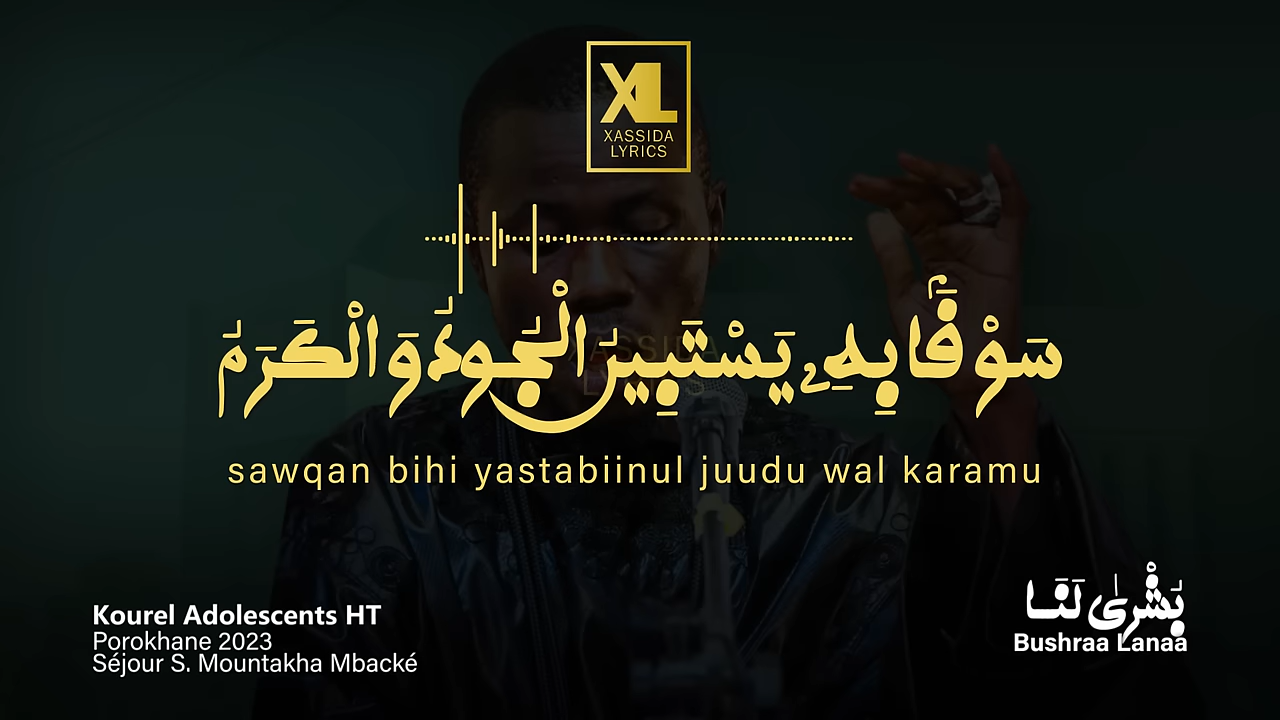 XL
XASSIDA
LYRICS
سَوْقًا بِهِۦ يَسْتَبِينُ الْجُودُ وَالْكَرَمُ
sawqan bihi yastabiinul juudu wal karamu
Kourel Adolescents HT
Porokhane 2023
Séjour S. Mountakha Mbacké
بُشْرٰى لَنَا
Bushraa Lanaa